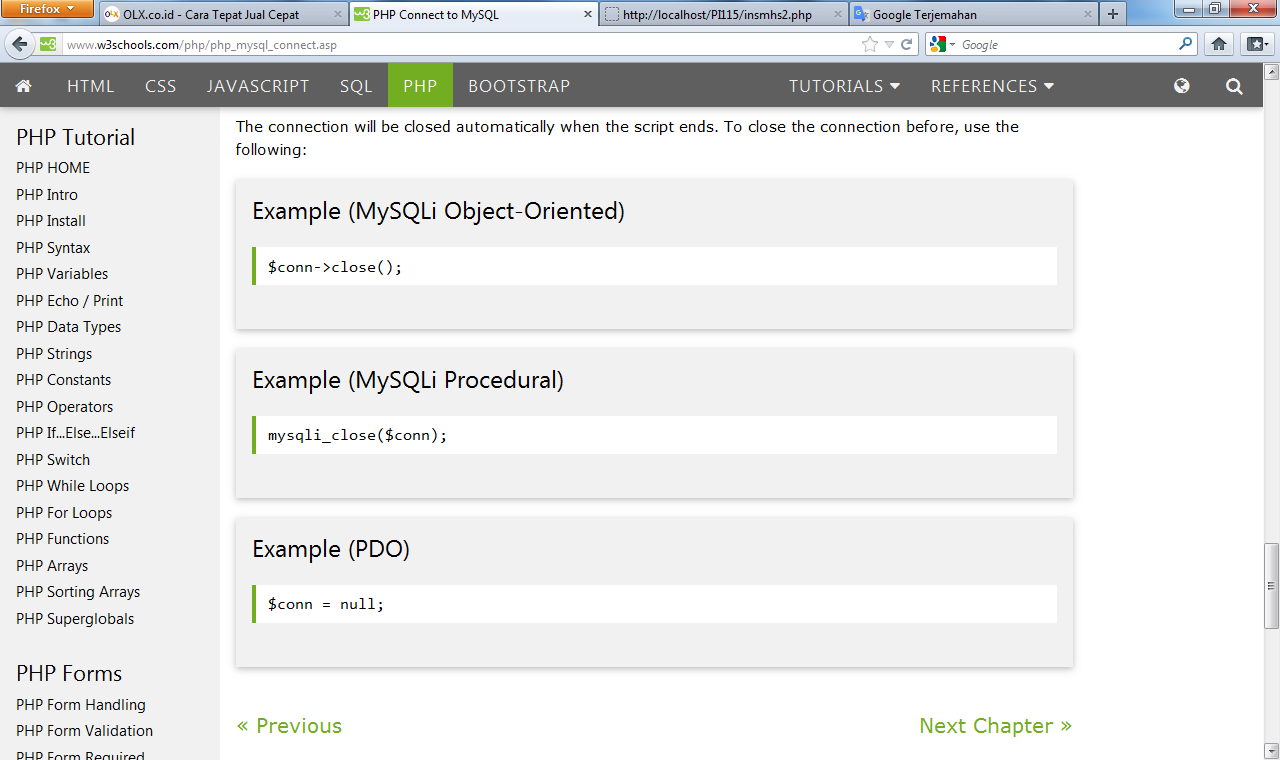 Firefox
OLX.co.id - Cara Tepat Jual Cepat
PHP Connect to MySQL
http://localhost/PI115/insmhs2.php
Google Terjemahan
www.w3schools.com/php/php_mysql_connect.asp
Google
HTML
CSS
JAVASCRIPT
SQL
PHP
BOOTSTRAP
TUTORIALS
REFERENCES
PHP Tutorial
PHP HOME
PHP Intro
PHP Install
PHP Syntax
PHP Variables
PHP Echo / Print
PHP Data Types
PHP Strings
PHP Constants
PHP Operators
PHP If...Else...Elseif
PHP Switch
PHP While Loops
PHP For Loops
PHP Functions
PHP Arrays
PHP Sorting Arrays
PHP Superglobals
PHP Forms
PHP Form Handling
PHP Form Validation
PHP Form Required
The connection will be closed automatically when the script ends. To close the connection before, use the
following:
Example (MySQLi Object-Oriented)
$conn->close();
Example (MySQLi Procedural)
mysqli_close($conn);
Example (PDO)
$conn = null;
« Previous
Next Chapter »